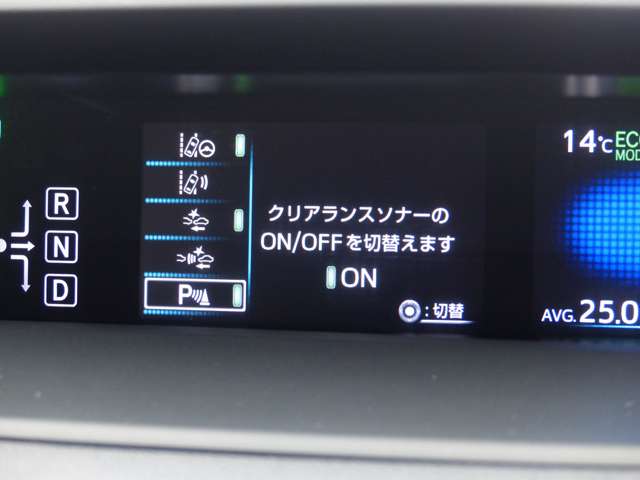 R
N
D
クリアランスソナーの
ON/OFFを切替えます
ON
:切替
P
14℃
ECO
MOD
AVG. 25.0